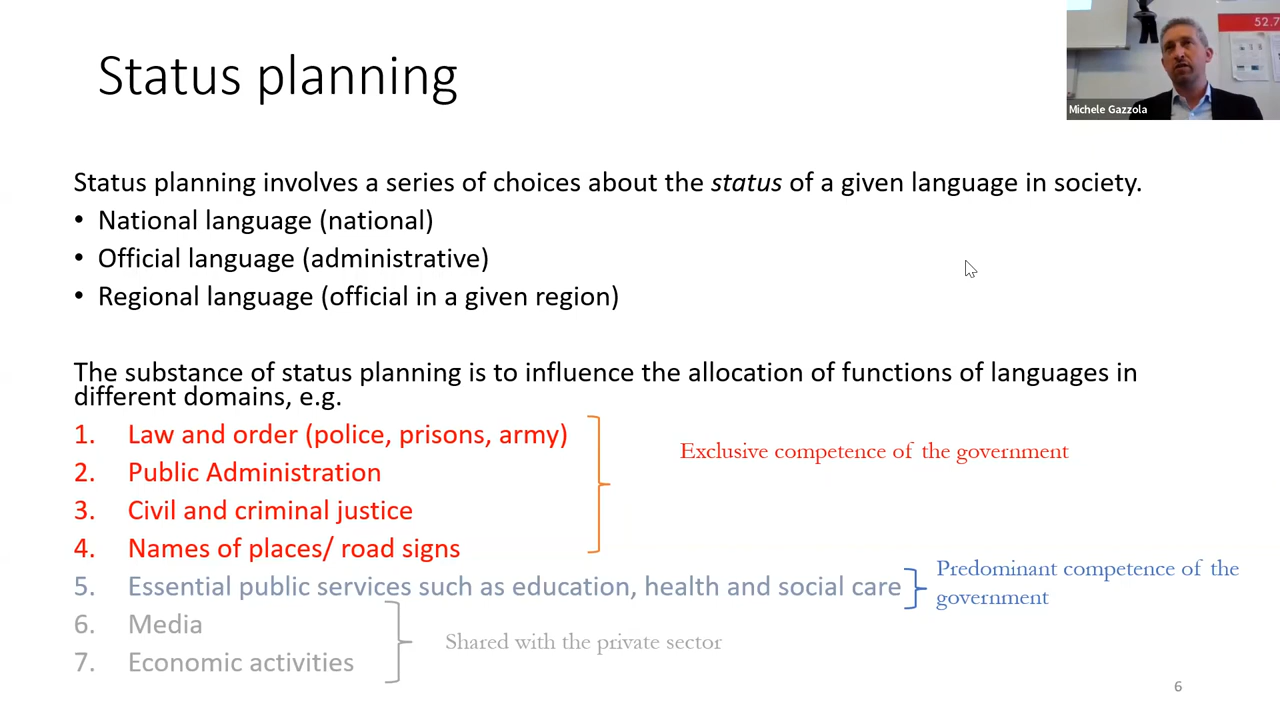 Status planning
52.7
Michele Gazzola
Status planning involves a series of choices about the status of a given language in society.
• National language (national)
• Official language (administrative)
• Regional language (official in a given region)
The substance of status planning is to influence the allocation of functions of languages in
different domains, e.g.
1. Law and order (police, prisons, army)
Exclusive competence of the government
2. Public Administration
3. Civil and criminal justice
4. Names of places/ road signs
5. Essential public services such as education, health and social care
Predominant competence of the
government
6. Media
Shared with the private sector
7. Economic activities
6